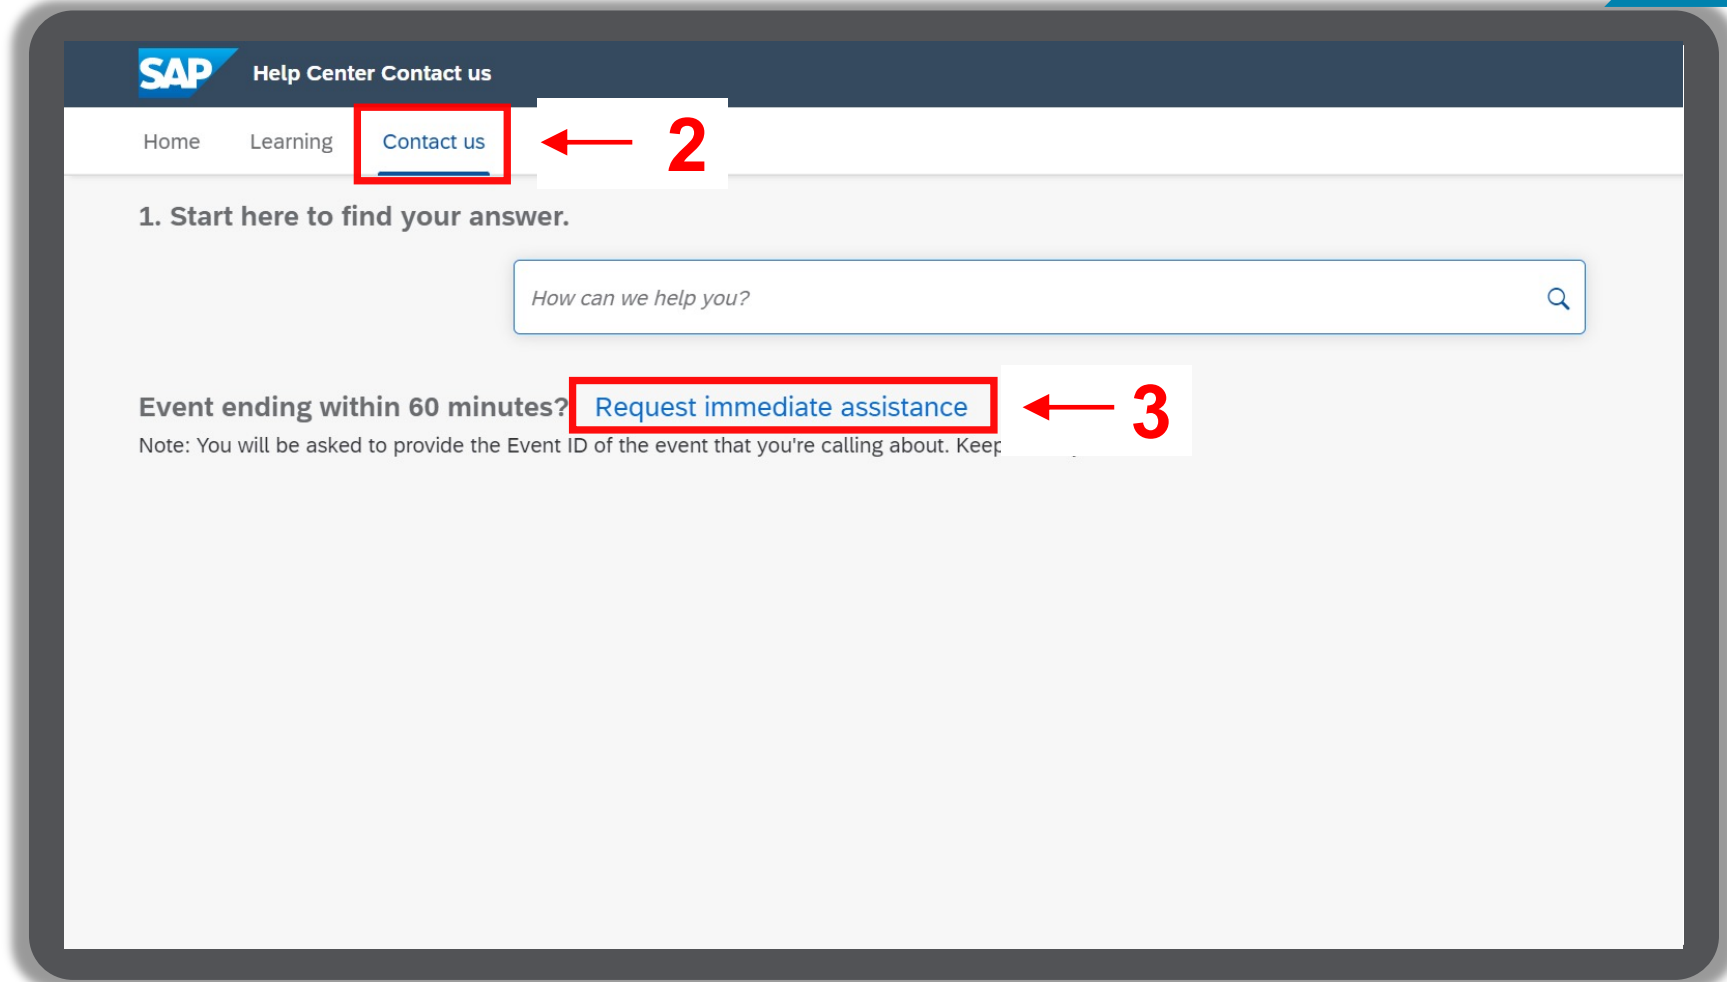 SAP Help Center Contact us
Home Learning Contact us 2
1. Start here to find your answer.
How can we help you?
Event ending within 60 minutes? Request immediate assistance 3
Note: You will be asked to provide the Event ID of the event that you're calling about. Keep